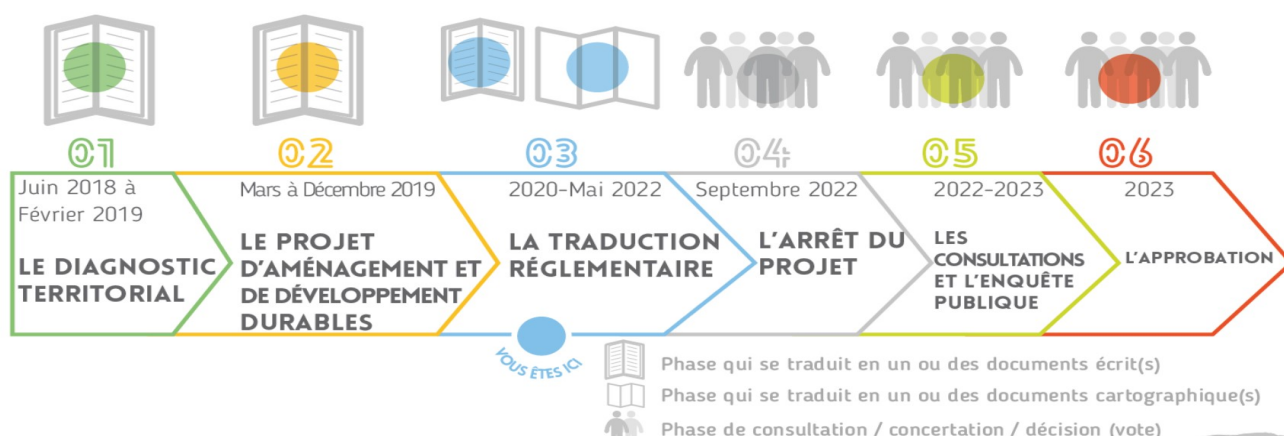 01
Juin 2018 à
Février 2019
LE DIAGNOSTIC
TERRITORIAL
02
Mars à Décembre 2019
LE PROJET
D'AMÉNAGEMENT ET
DE DÉVELOPPEMENT
DURABLES
03
2020-Mai 2022
LA TRADUCTION
RÉGLEMENTAIRE
VOUS ÊTES ICI
04
Septembre 2022
L'ARRÊT DU
PROJET
05
2022-2023
LES
CONSULTATIONS
ET L'ENQUÊTE
PUBLIQUE
06
2023
L'APPROBATION
Phase qui se traduit en un ou des documents écrit(s)
Phase qui se traduit en un ou des documents cartographique(s)
Phase de consultation / concertation / décision (vote)